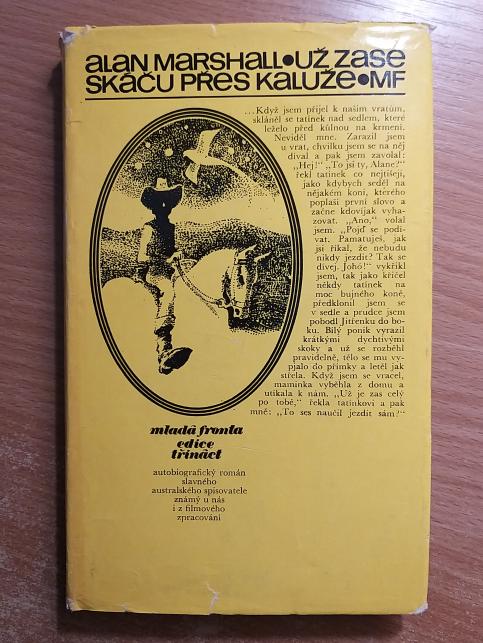 alan marshall•už zase
skáču přes kaluže•mf
...Když jsem přijel k našim vratům,
skláněl se tatínek nad sedlem, které
leželo před kůlnou na krmení.
Neviděl mne. Zarazil jsem
u vrat, chvilku jsem se na něj
díval a pak jsem zavolal:
„Hej!“ „To jsi ty, Alane?“
řekl tatínek co nejtišeji,
jako kdybych seděl na
nějakém koni, kterého
poplaší první slovo a
začne kdovíjak vyha-
zovat. „Ano,“ volal
jsem. „Pojď se podí-
vat. Pamatuješ, jak
jsi říkal, že nebudu
nikdy jezdit? Tak se
dívej. Johó!“ vykřikl
jsem, tak jako křičel
někdy tatínek na
moc bujného koně,
předklonil jsem se
v sedle a prudce jsem
pobodl Jitřenku do bo-
ku. Bílý poník vyrazil
krátkými dychtivými
skoky a už se rozběhl
pravidelně, tělo se mu vy-
pjalo do přímky a letěl jak
střela. Když jsem se vracel,
maminka vyběhla z domu a
utíkala k nám. „Už je zas celý
po tobě,“ řekla tatínkovi a pak
mně: „To ses naučil jezdit sám?“
mladá fronta
edice
třináct
autobiografický román
slavného
australského spisovatele
známý u nás
i z filmového
zpracování